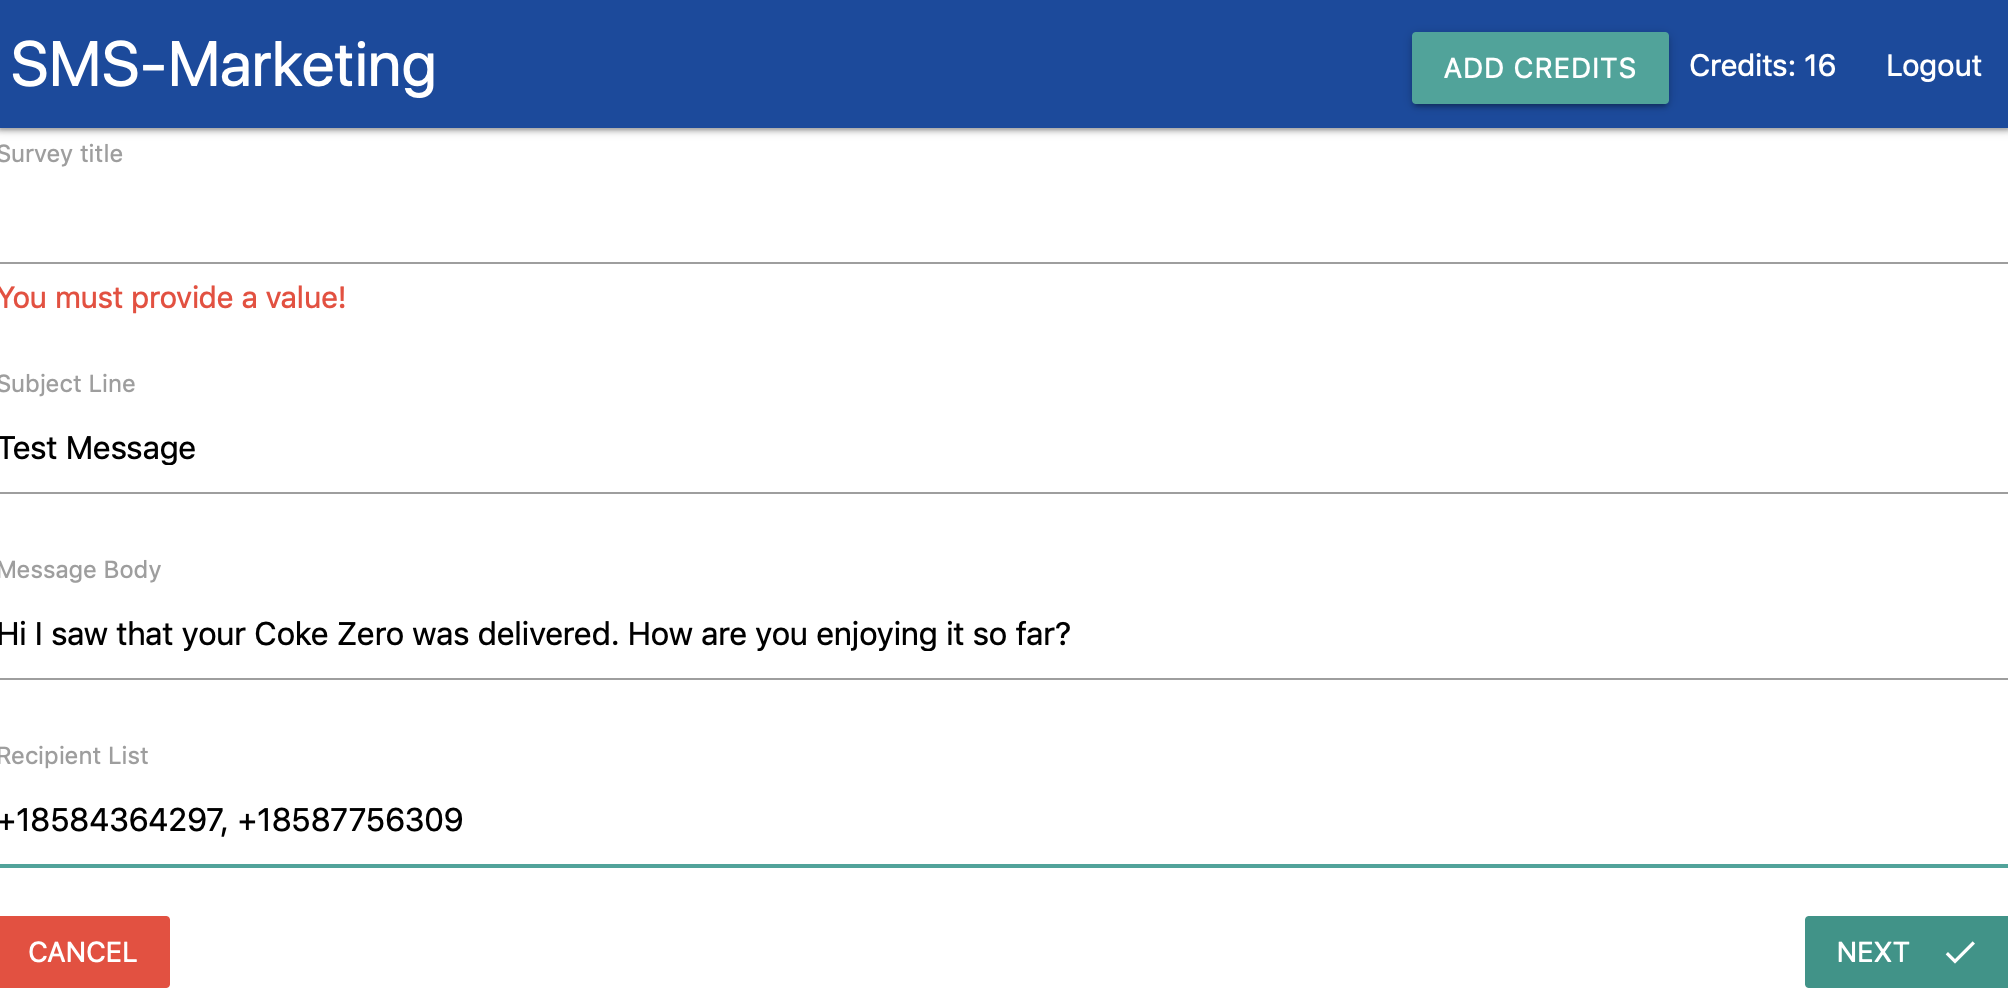 SMS-Marketing
ADD CREDITS
Credits: 16
Logout
Survey title
You must provide a value!
Subject Line
Test Message
Message Body
Hi I saw that your Coke Zero was delivered. How are you enjoying it so far?
Recipient List
+18584364297, +18587756309
CANCEL
NEXT